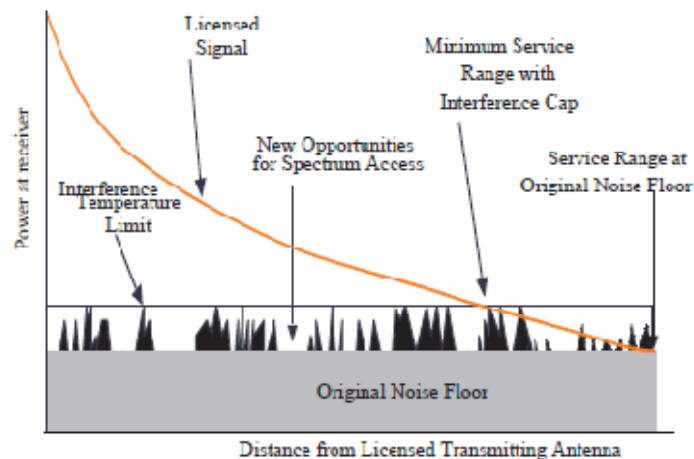 Licensed
Signal
Minimum Service
Range with
Interference Cap
New Opportunities
for Spectrum Access
Service Range at
Original Noise Floor
Interference
Temperature
Limit
Power at receiver
Original Noise Floor
Distance from Licensed Transmitting Antenna